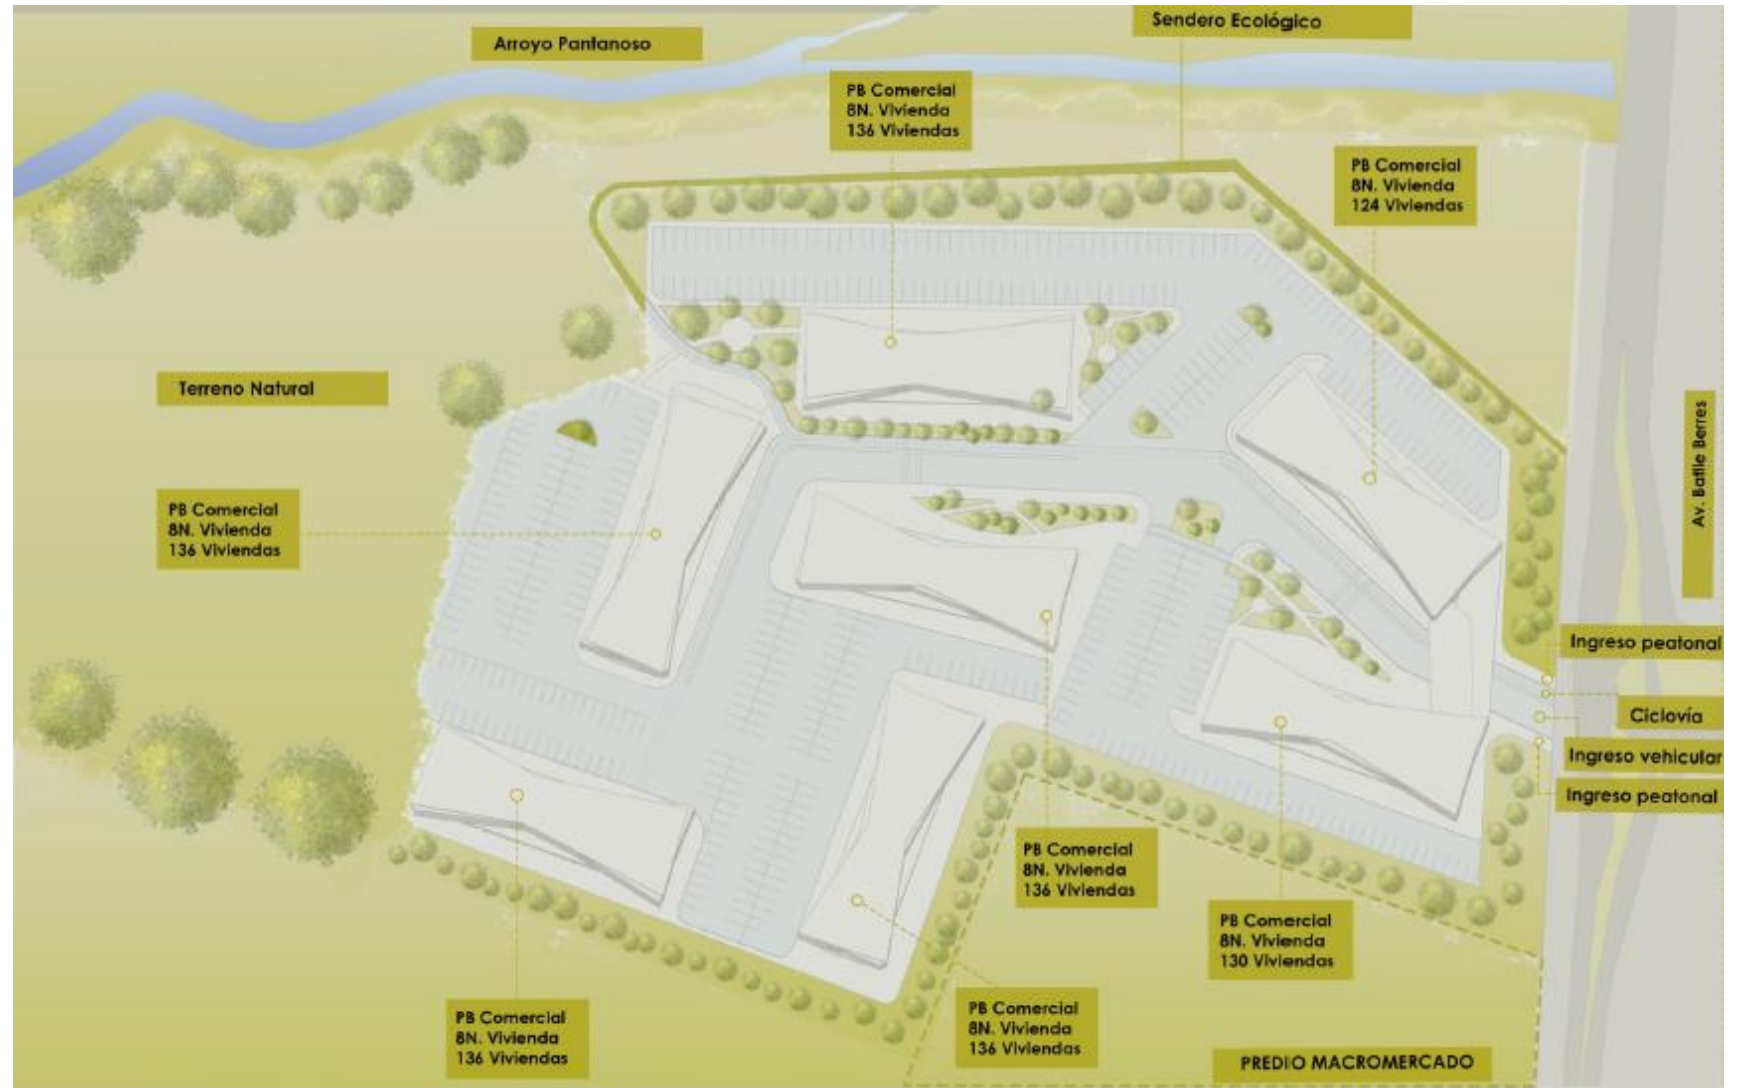 Sendero Ecológico
Arroyo Pantanoso
PB Comercial
8N. Vivienda
136 Viviendas
PB Comercial
8N. Vivienda
124 Viviendas
Terreno Natural
Av. Batlle Berres
PB Comercial
8N. Vivienda
136 Viviendas
Ingreso peatonal
Ciclovía
Ingreso vehicular
Ingreso peatonal
PB Comercial
8N. Vivienda
136 Viviendas
PB Comercial
8N. Vivienda
130 Viviendas
PB Comercial
8N. Vivienda
136 Viviendas
PB Comercial
8N. Vivienda
136 Viviendas
PREDIO MACROMERCADO